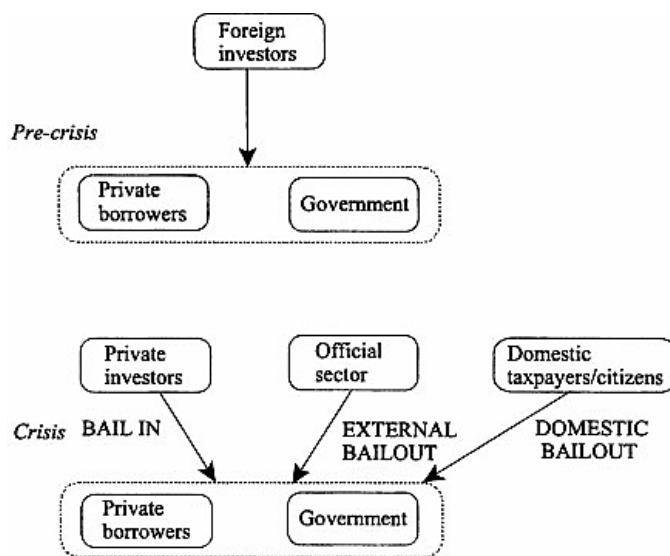 Foreign
investors
Pre-crisis
Private
borrowers
Government
Private
investors
Official
sector
Domestic
taxpayers/citizens
Crisis
BAIL IN
EXTERNAL
BAILOUT
DOMESTIC
BAILOUT
Private
borrowers
Government